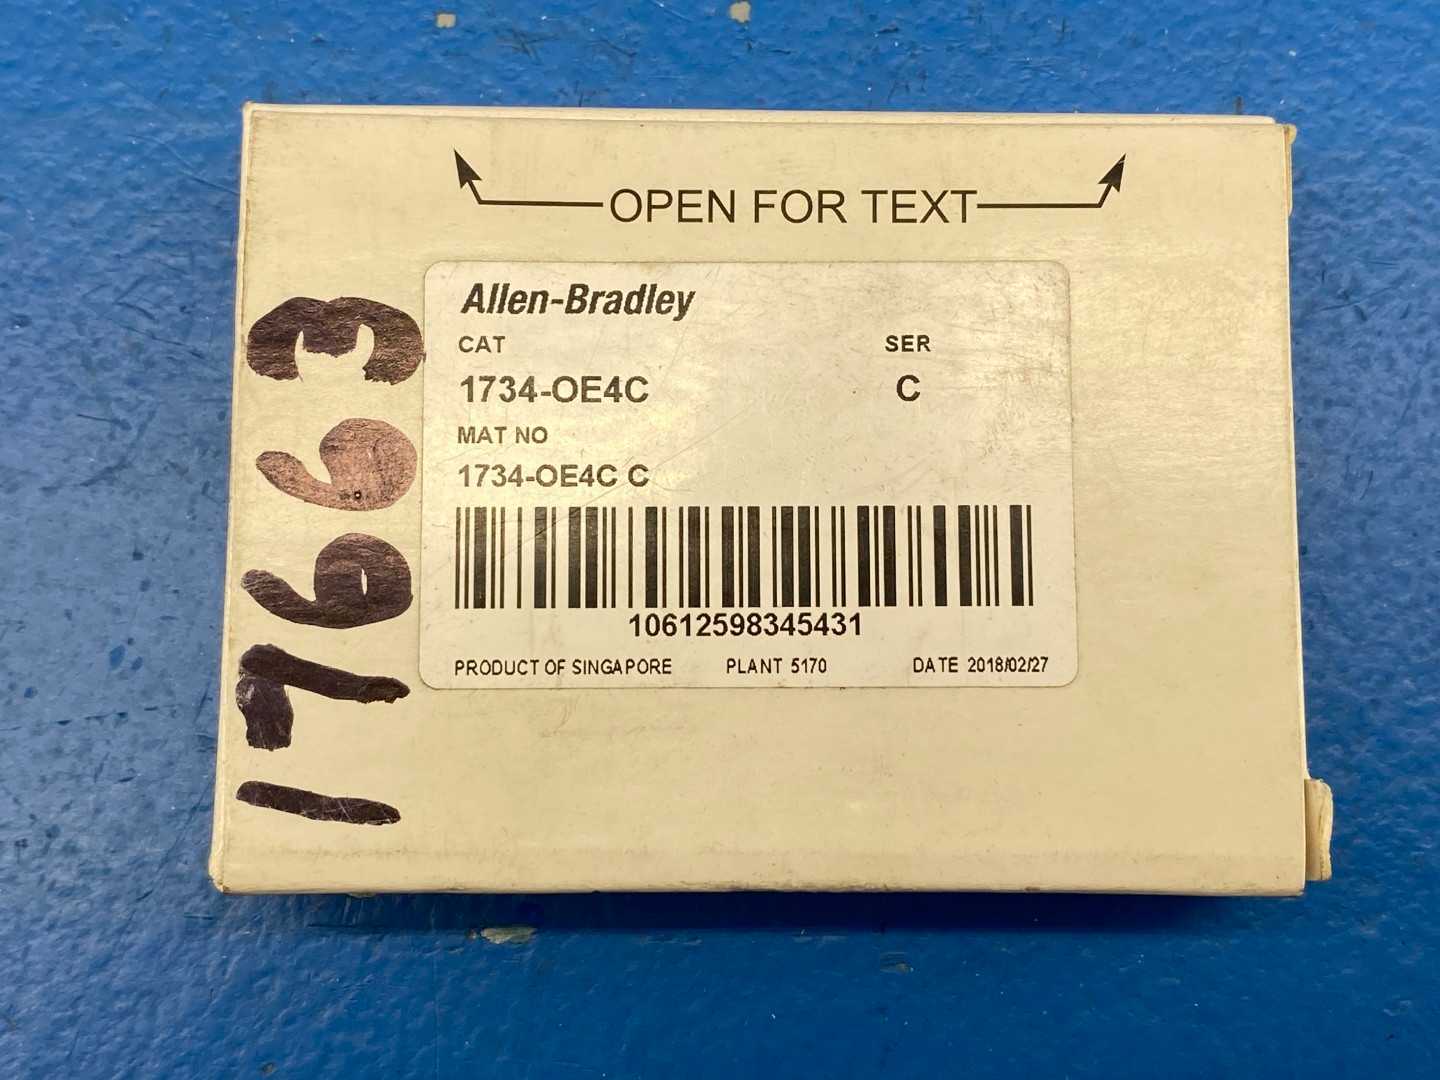 OPEN FOR TEXT
Allen-Bradley
CAT SER
1734-OE4C C
MAT NO
1734-OE4C C
10612598345431
PRODUCT OF SINGAPORE PLANT 5170 DATE 2018/02/27
17663